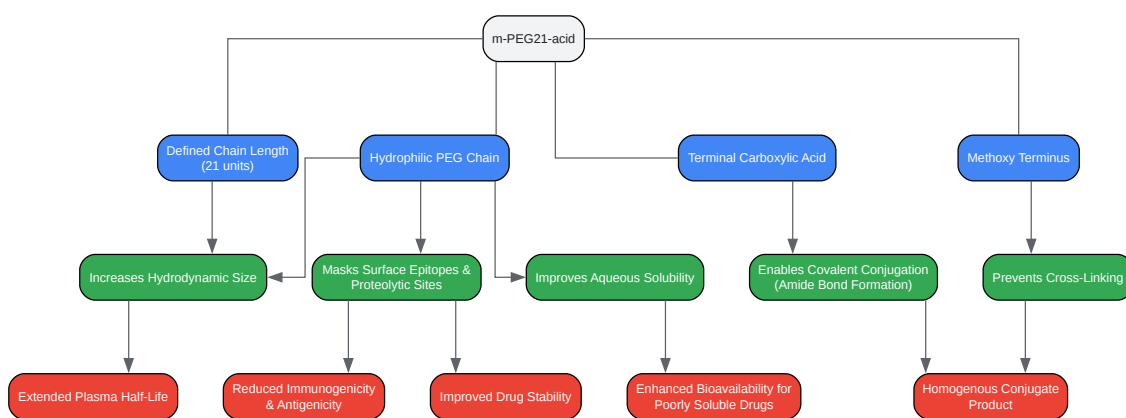 m-PEG21-acid
Defined Chain Length
(21 units)
Hydrophilic PEG Chain
Terminal Carboxylic Acid
Methoxy Terminus
Increases Hydrodynamic Size
Masks Surface Epitopes &
Proteolytic Sites
Improves Aqueous Solubility
Enables Covalent Conjugation
(Amide Bond Formation)
Prevents Cross-Linking
Extended Plasma Half-Life
Reduced Immunogenicity
& Antigenicity
Improved Drug Stability
Enhanced Bioavailability for
Poorly Soluble Drugs
Homogenous Conjugate
Product